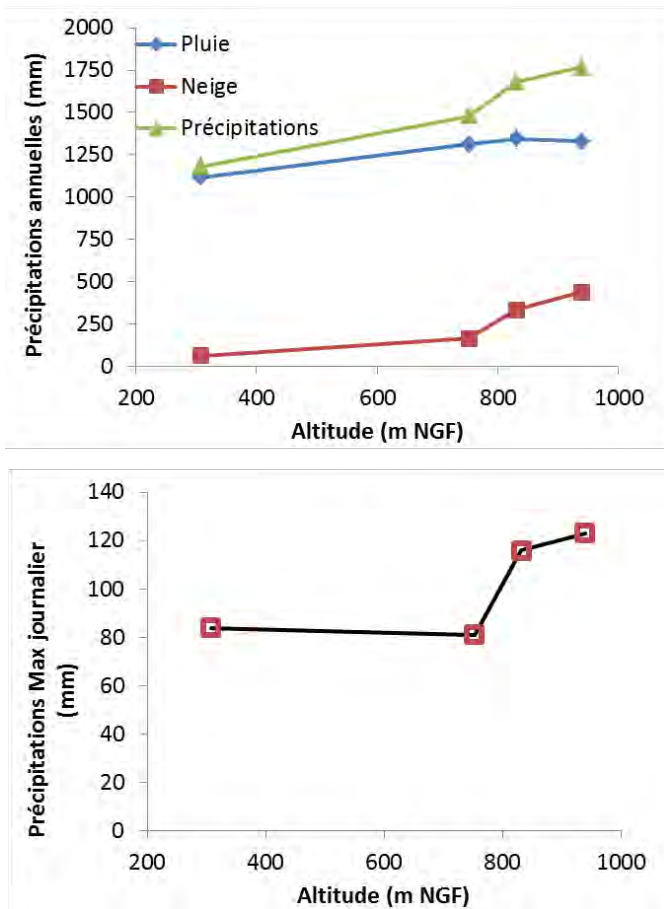 2000
1750
1500
1250
1000
750
500
250
0
Précipitations annuelles (mm)
Pluie
Neige
Précipitations
200 400 600 800 1000
Altitude (m NGF)
140
120
100
80
60
40
20
0
Précipitations Max journalier
(mm)
200 400 600 800 1000
Altitude (m NGF)